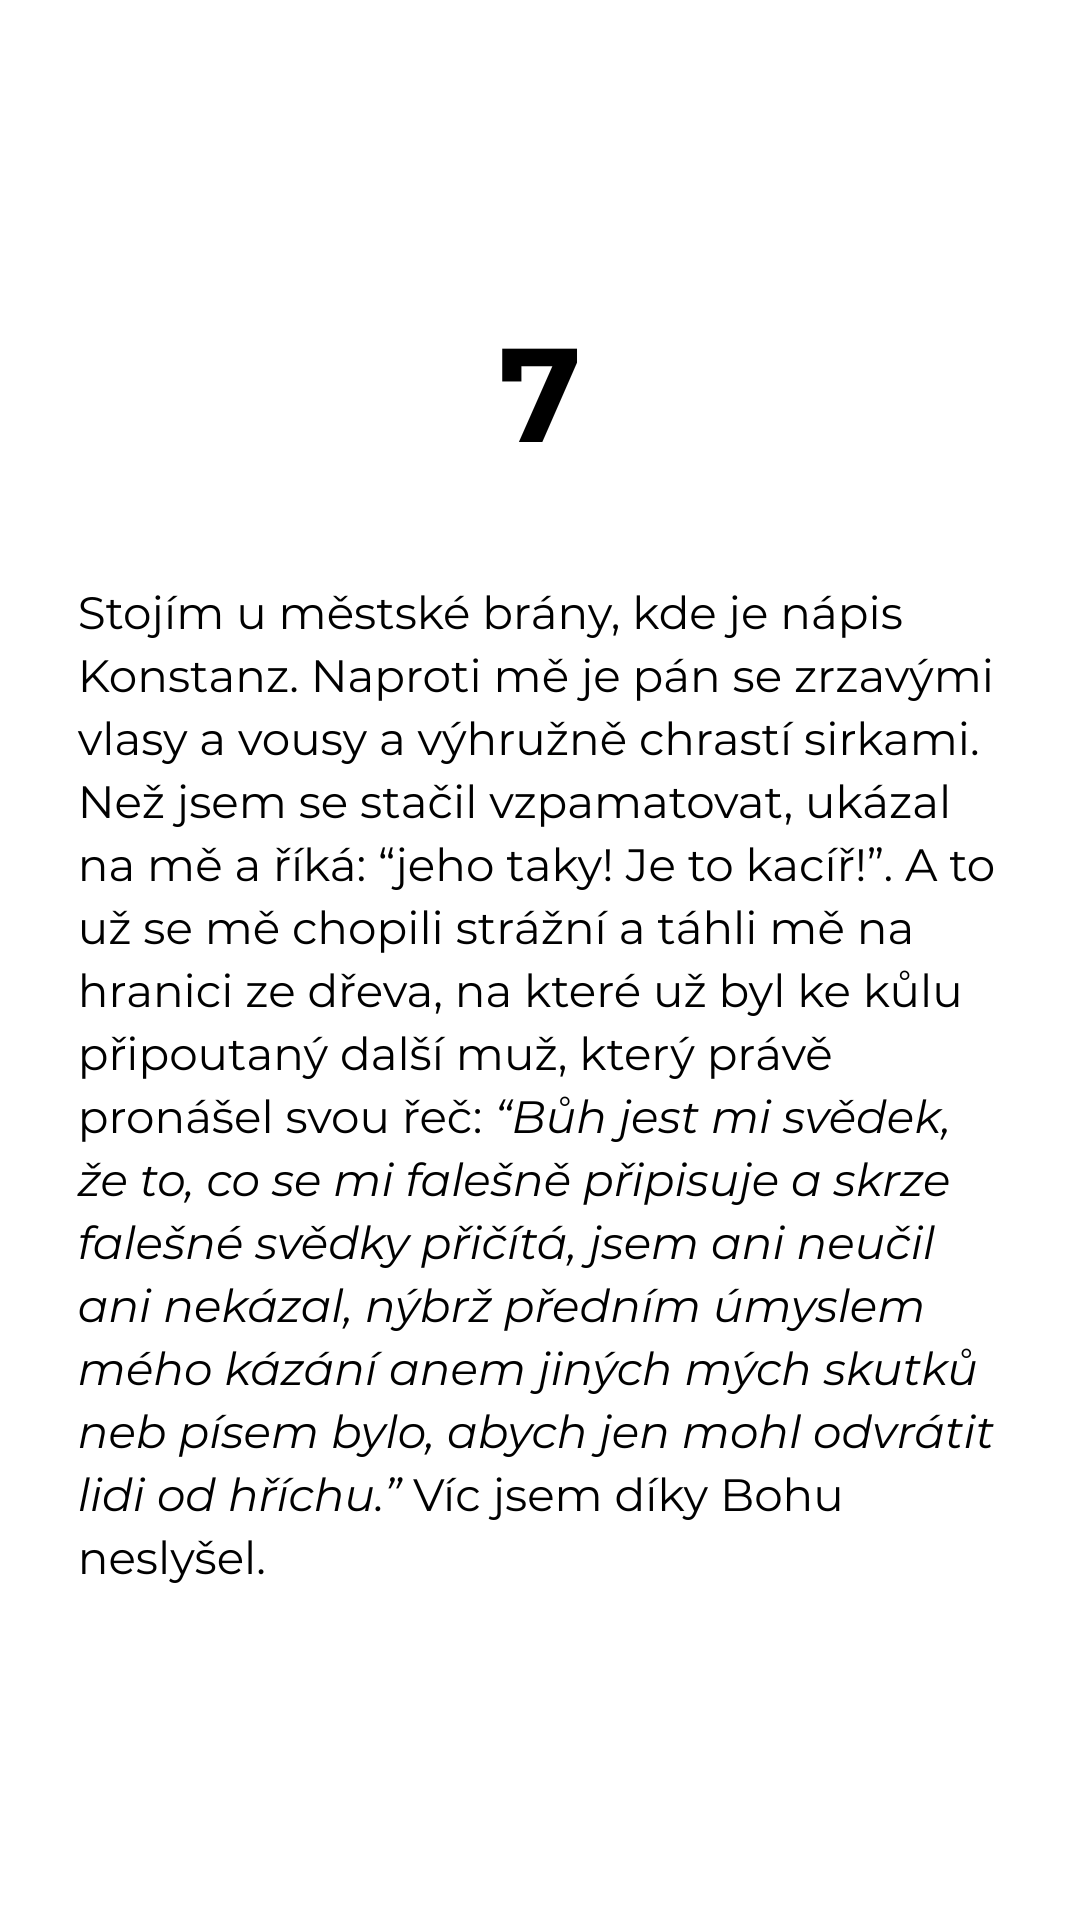 7
Stojím u městské brány, kde je nápis
Konstanz. Naproti mě je pán se zrzavými
vlasy a vousy a výhružně chrastí sirkami.
Než jsem se stačil vzpamatovat, ukázal
na mě a říká: “jeho taky! Je to kacíř!”. A to
už se mě chopili strážní a táhli mě na
hranici ze dřeva, na které už byl ke kůlu
připoutaný další muž, který právě
pronášel svou řeč: “Bůh jest mi svědek,
že to, co se mi falešně připisuje a skrze
falešné svědky přičítá, jsem ani neučil
ani nekázal, nýbrž předním úmyslem
mého kázání anem jiných mých skutků
neb písem bylo, abych jen mohl odvrátit
lidi od hříchu.” Víc jsem díky Bohu
neslyšel.